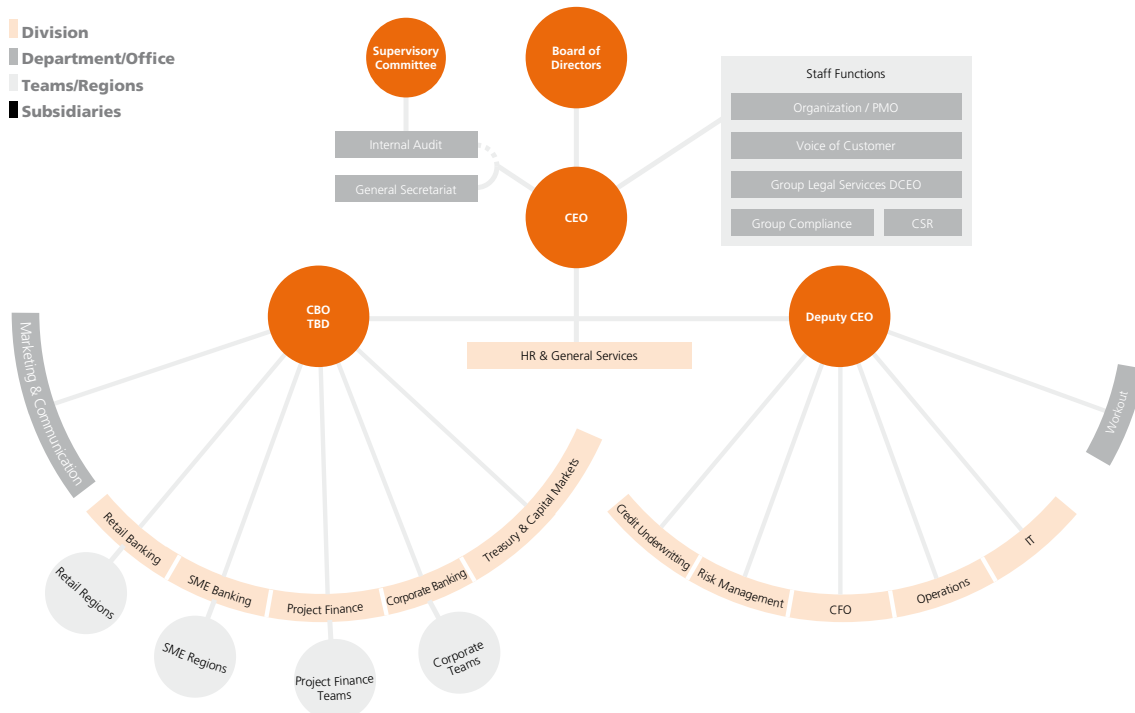 Division
Department/Office
Teams/Regions
Subsidiaries
Supervisory
Committee
Board of
Directors
Staff Functions
Organization / PMO
Voice of Customer
Group Legal Servicces DCEO
Group Compliance
CSR
Internal Audit
General Secretariat
CEO
CBO
TBD
Deputy CEO
HR & General Services
Marketing & Communication
Retail Banking
SME Banking
Project Finance
Corporate Banking
Treasury & Capital Markets
Retail Regions
SME Regions
Project Finance
Teams
Corporate
Teams
Credit Underwritting
Risk Management
CFO
Operations
IT
Workout